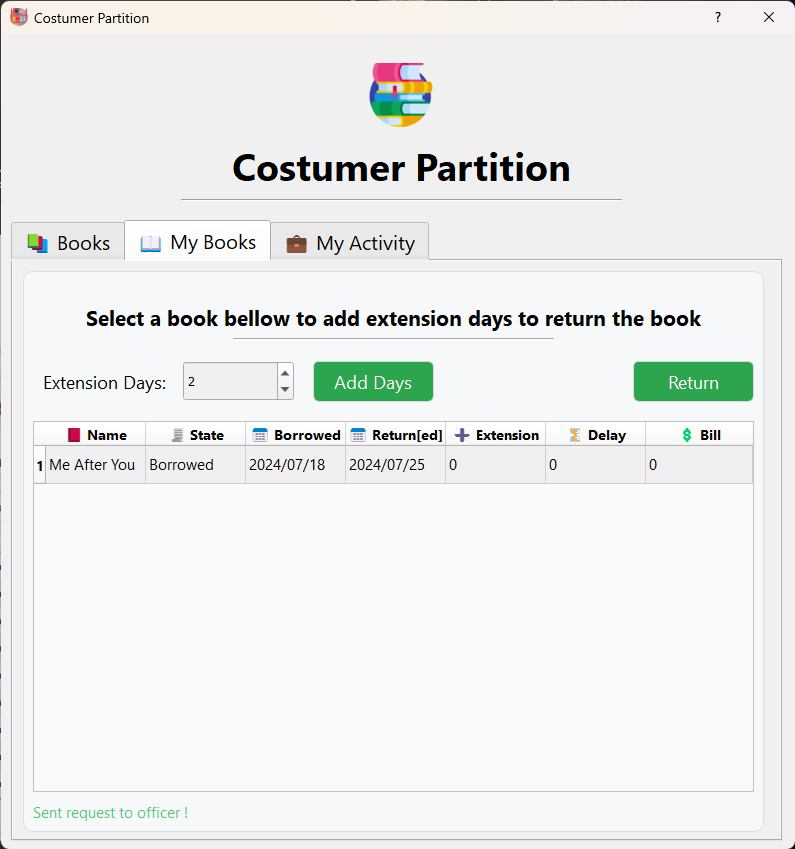 Costumer Partition
?
Costumer Partition
Books My Books My Activity
Select a book bellow to add extension days to return the book
Extension Days: 2 Add Days Return
Name State Borrowed Return[ed] Extension Delay Bill
1 Me After You Borrowed 2024/07/18 2024/07/25 0 0 0
Sent request to officer !